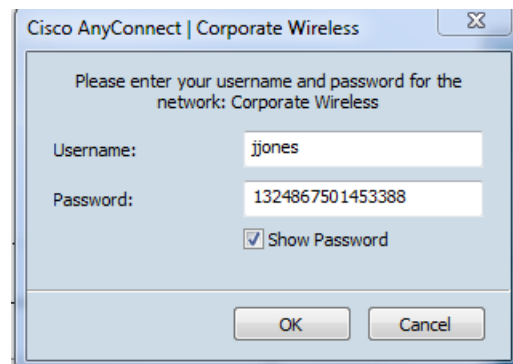 Cisco AnyConnect | Corporate Wireless
Please enter your username and password for the
network: Corporate Wireless
Username: jjones
Password: 1324867501453388
Show Password
OK Cancel